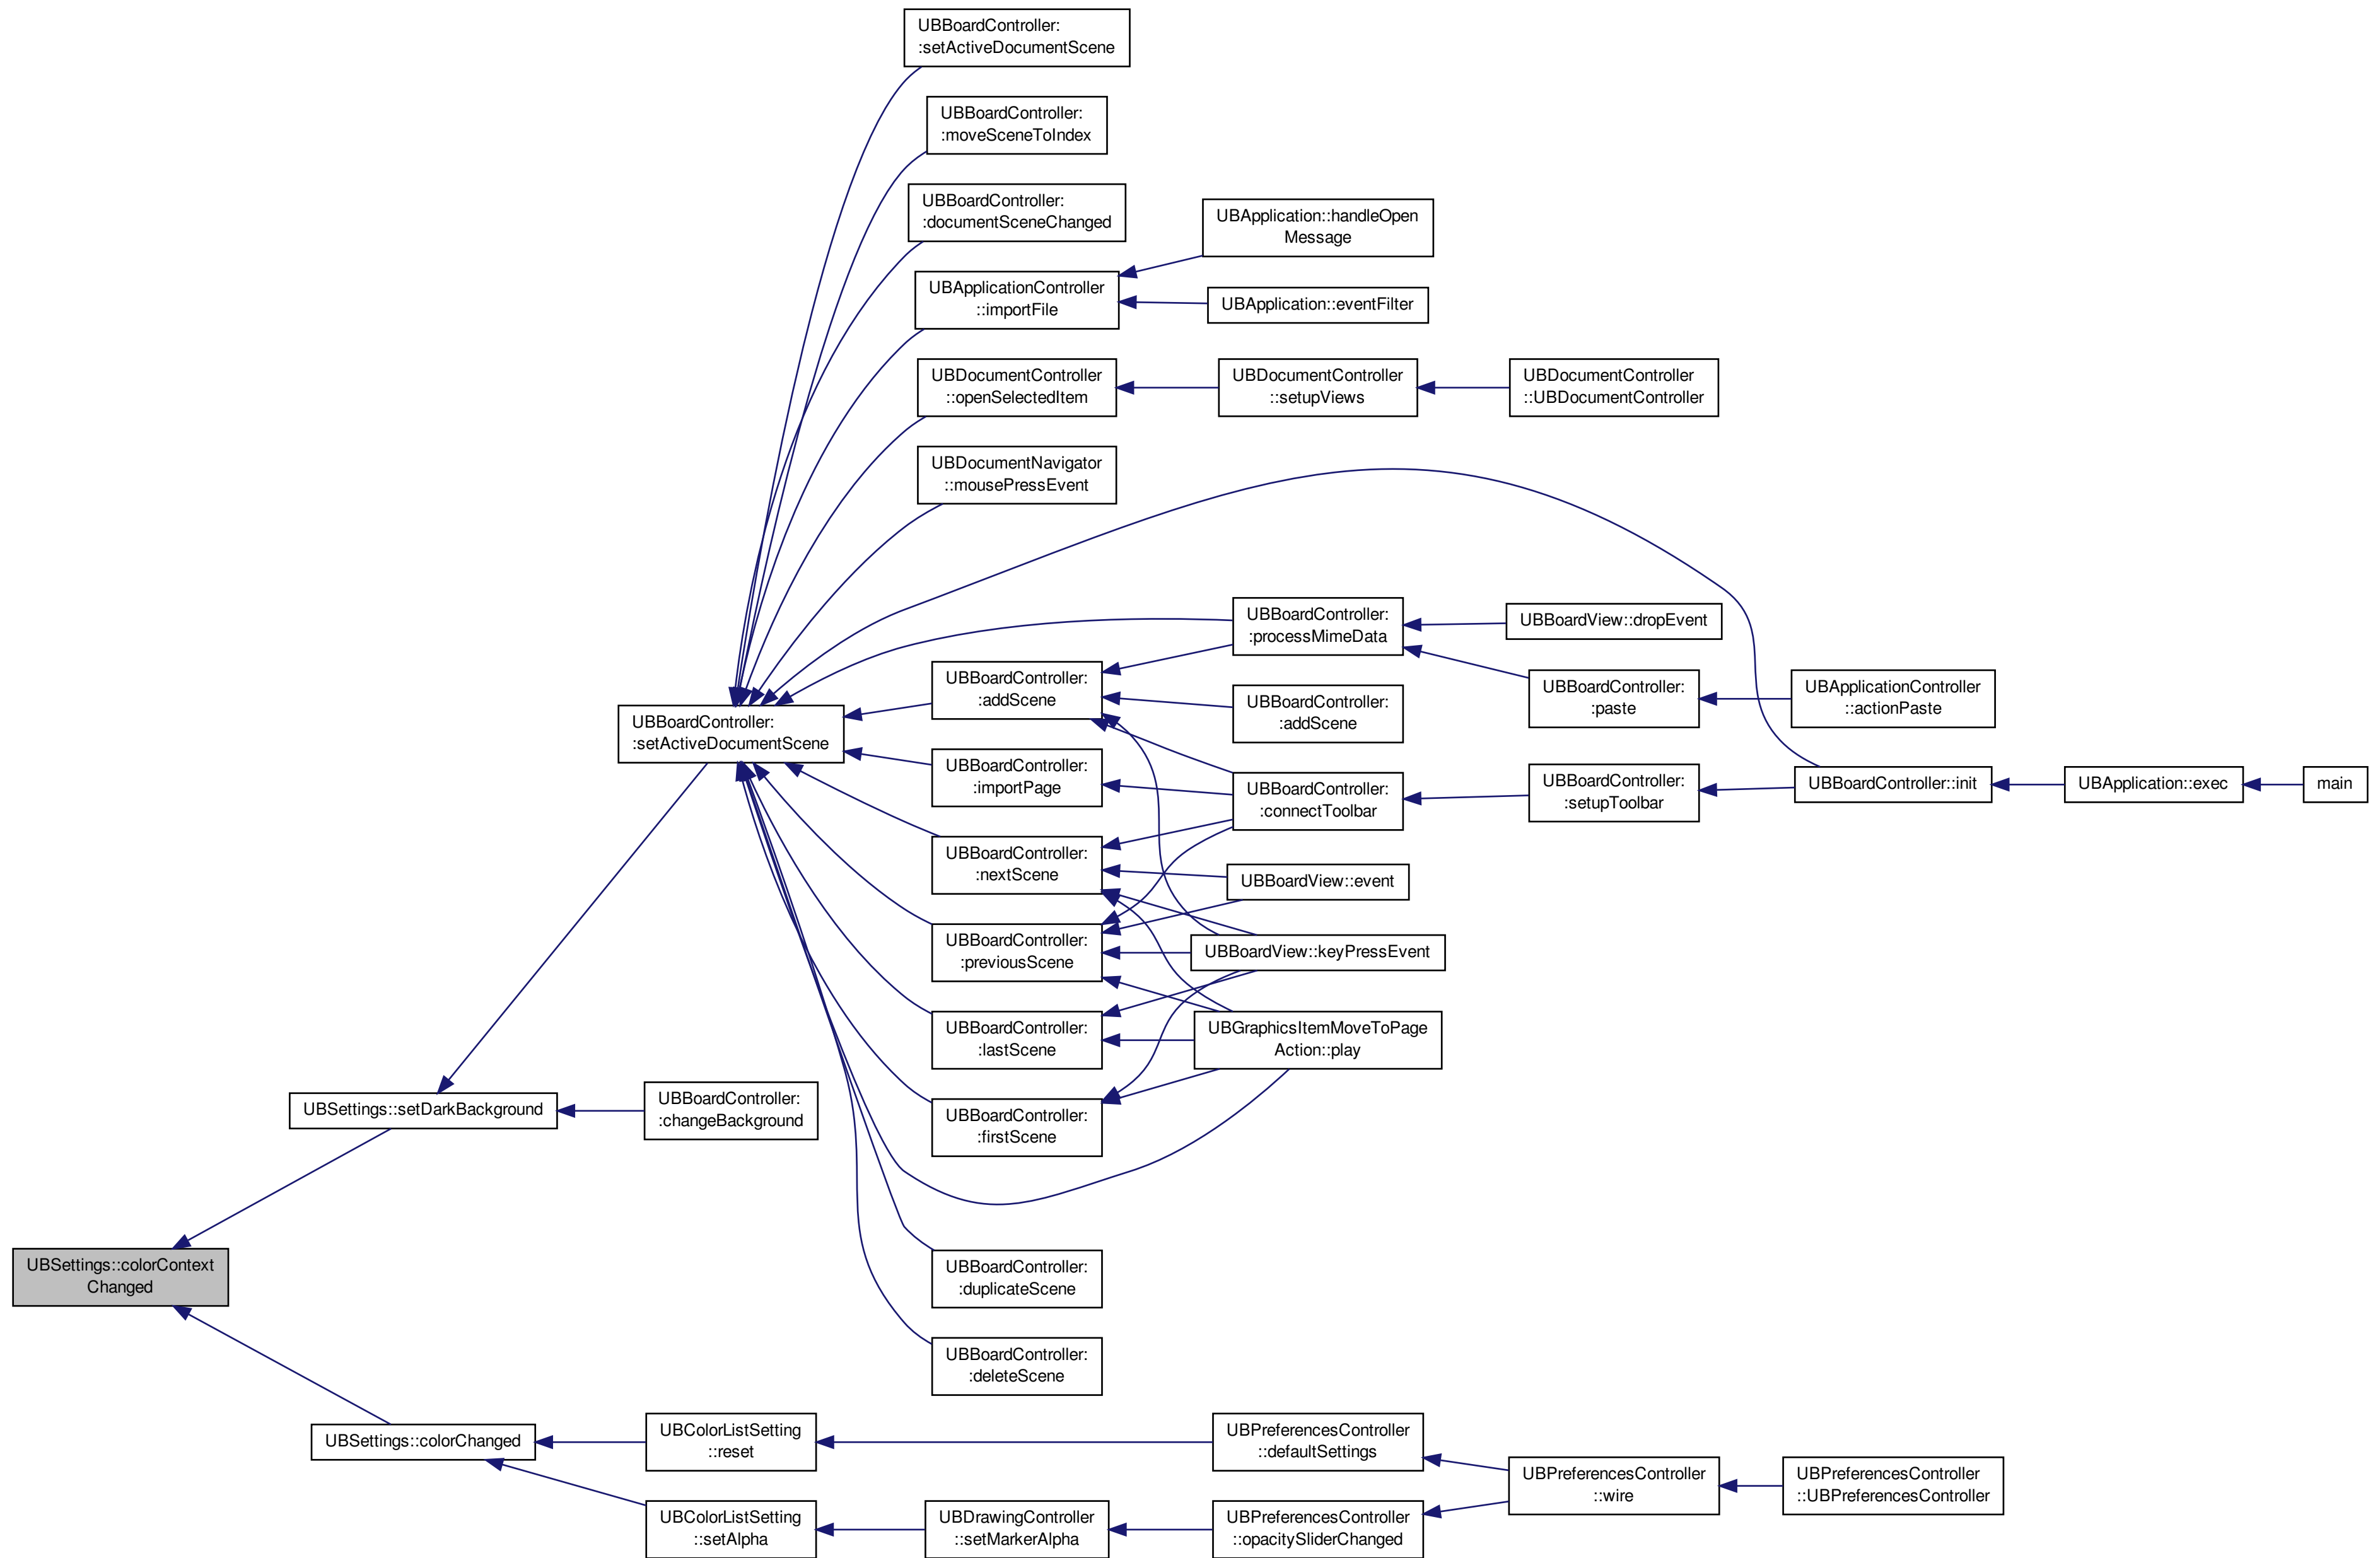 UBBoardController:
:setActiveDocumentScene
UBBoardController:
:moveSceneToIndex
UBBoardController:
:documentSceneChanged
UBApplication::handleOpen
Message
UBApplicationController
::importFile
UBApplication::eventFilter
UBDocumentController
::openSelectedItem
UBDocumentController
::setupViews
UBDocumentController
::UBDocumentController
UBDocumentNavigator
::mousePressEvent
UBBoardController:
:processMimeData
UBBoardView::dropEvent
UBBoardController:
:addScene
UBBoardController:
:addScene
UBBoardController:
:paste
UBApplicationController
::actionPaste
UBBoardController:
:setActiveDocumentScene
UBBoardController:
:importPage
UBBoardController:
:connectToolbar
UBBoardController:
:setupToolbar
UBBoardController::init
UBApplication::exec
main
UBBoardController:
:nextScene
UBBoardView::event
UBBoardController:
:previousScene
UBBoardView::keyPressEvent
UBBoardController:
:lastScene
UBGraphicsItemMoveToPage
Action::play
UBSettings::setDarkBackground
UBBoardController:
:changeBackground
UBBoardController:
:firstScene
UBSettings::colorContext
Changed
UBBoardController:
:duplicateScene
UBBoardController:
:deleteScene
UBSettings::colorChanged
UBColorListSetting
::reset
UBPreferencesController
::defaultSettings
UBPreferencesController
::wire
UBPreferencesController
::UBPreferencesController
UBColorListSetting
::setAlpha
UBDrawingController
::setMarkerAlpha
UBPreferencesController
::opacitySliderChanged